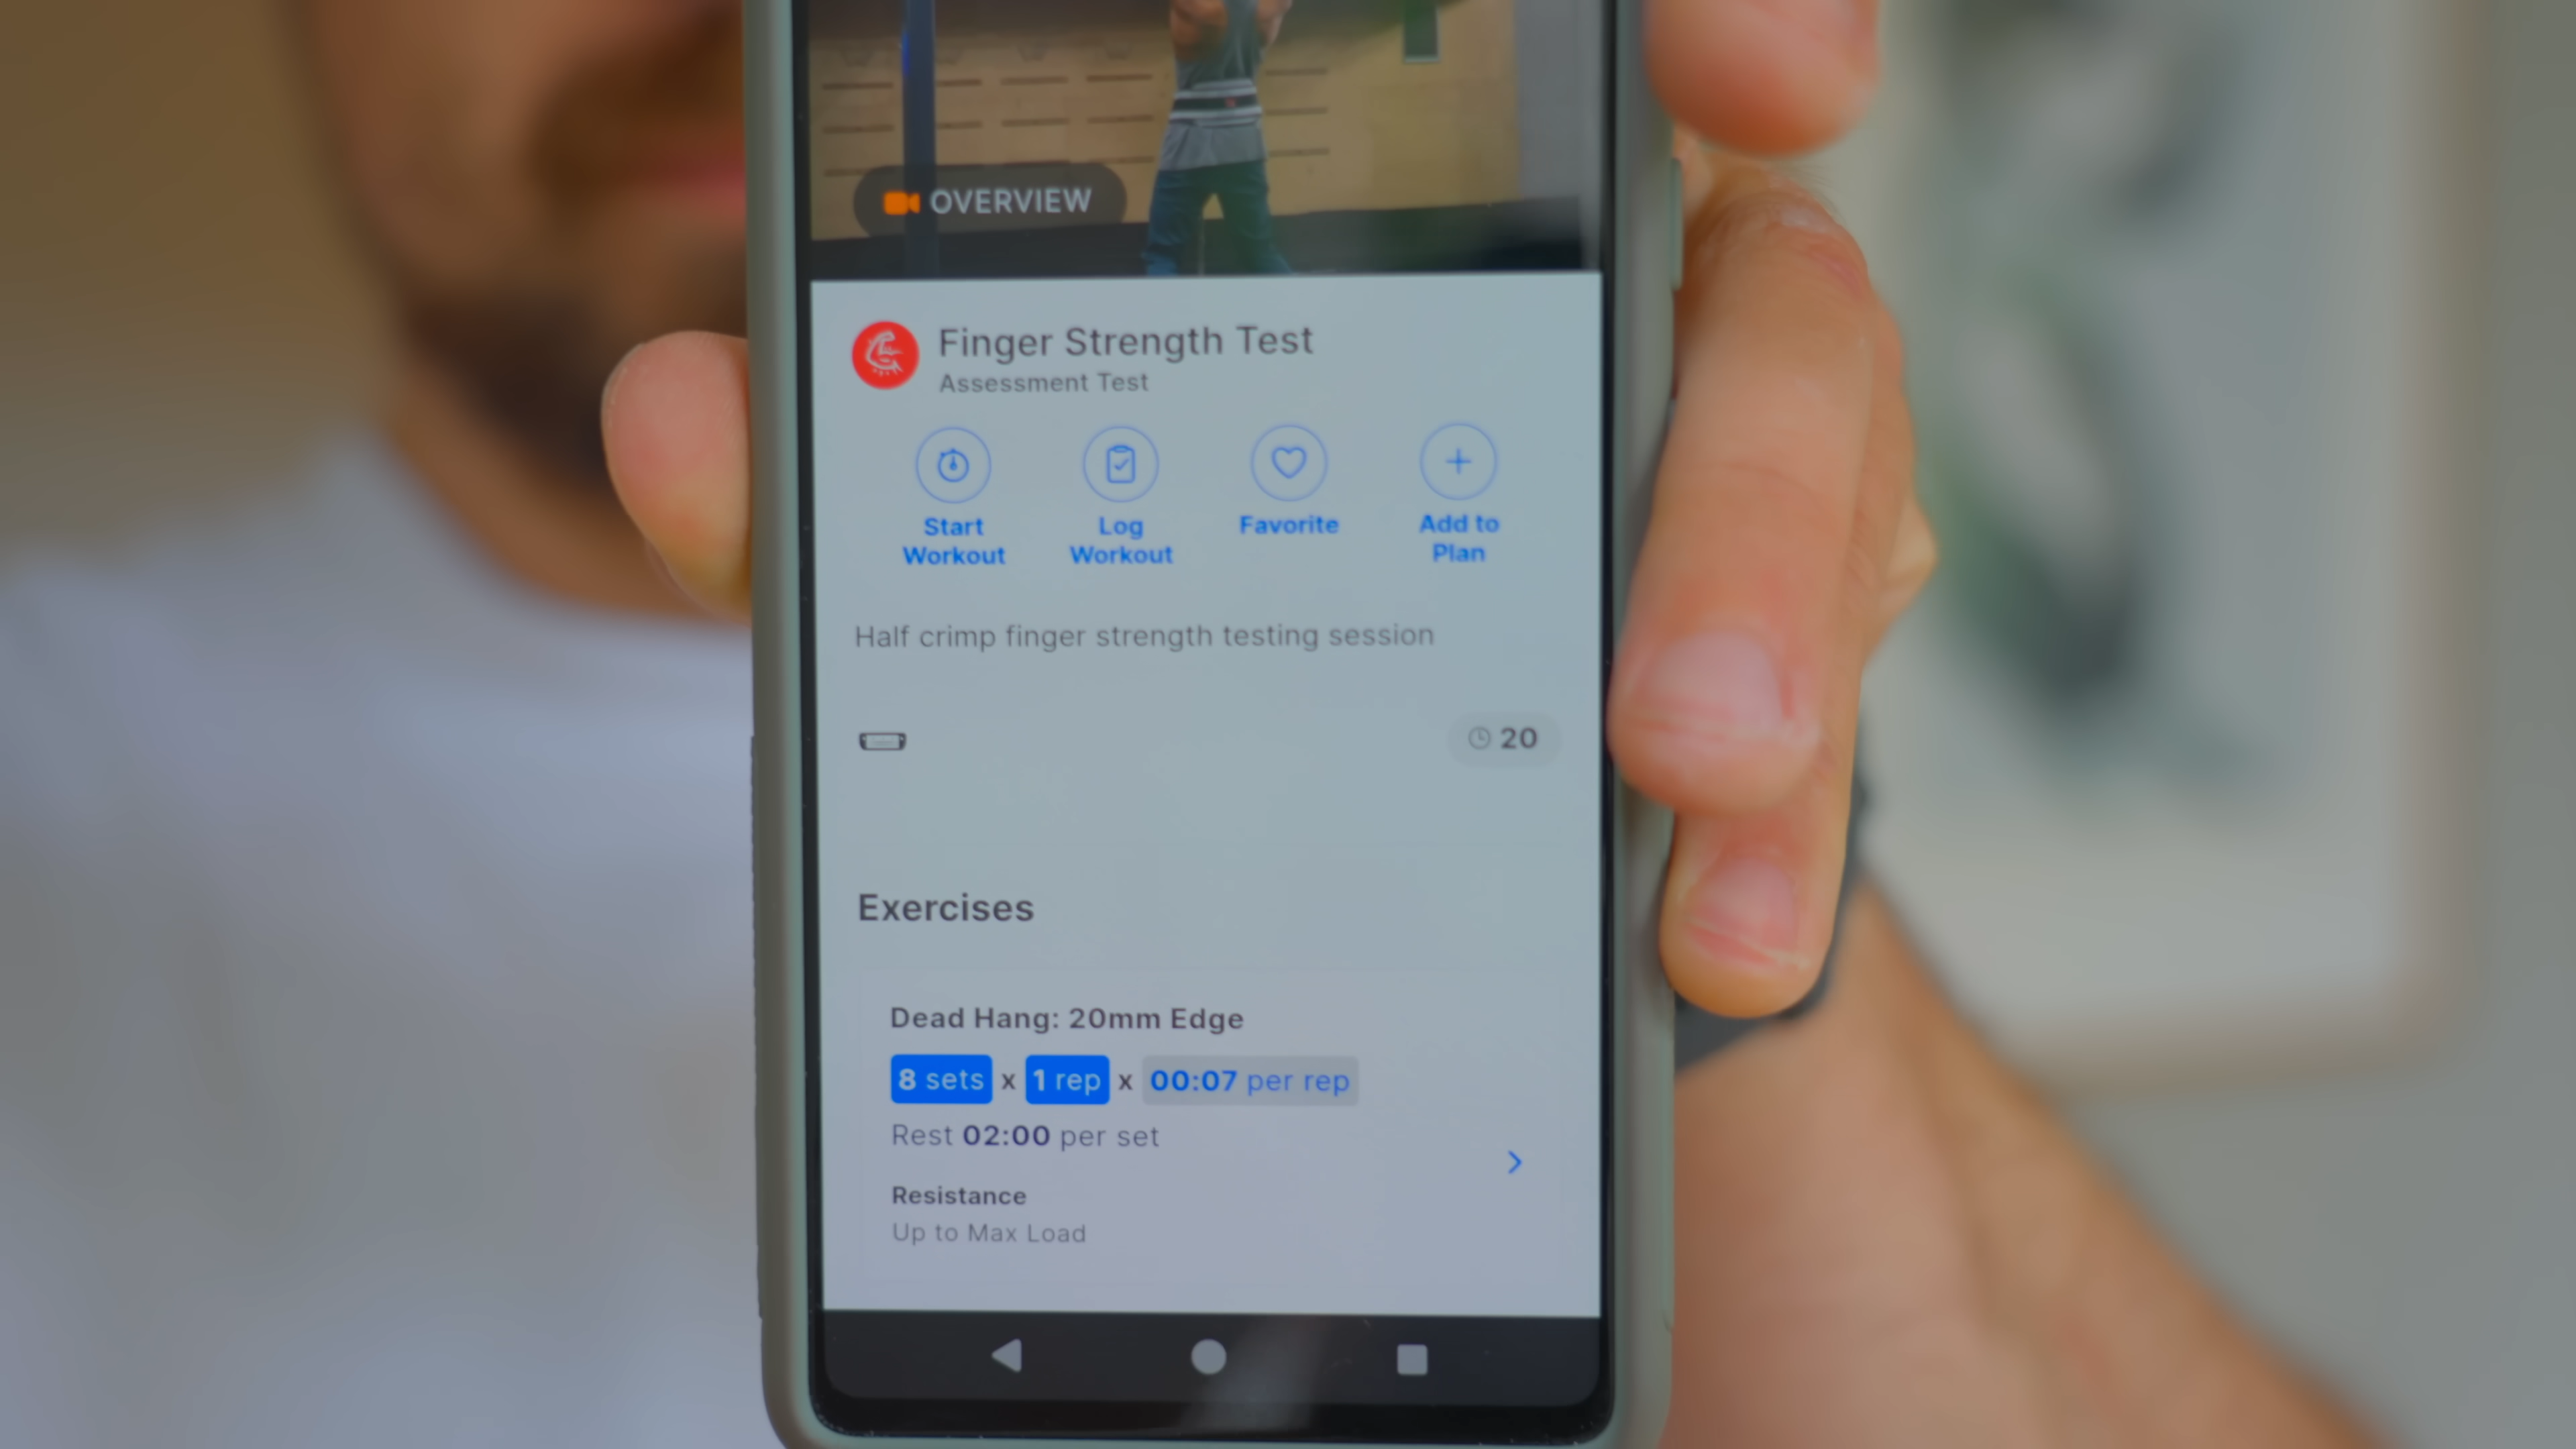 OVERVIEW
Finger Strength Test
Assessment Test
Start Workout
Log Workout
Favorite
Add to Plan
Half crimp finger strength testing session
20
Exercises
Dead Hang: 20mm Edge
8 sets x 1 rep x 00:07 per rep
Rest 02:00 per set
Resistance
Up to Max Load